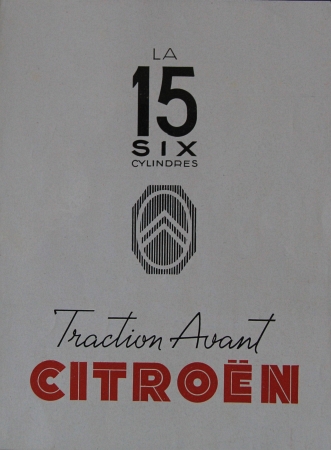 LA
15
SIX
CYLINDRES
Traction Avant
CITROËN